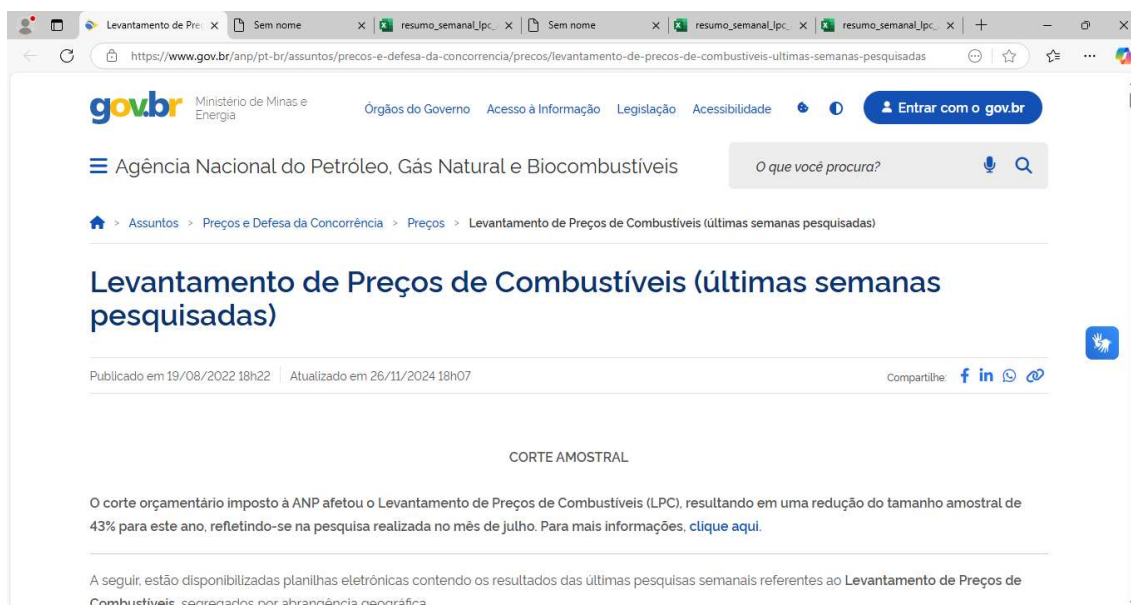 Levantamento de Pre
Sem nome
resumo_semanal_lpc_
Sem nome
resumo_semanal_lpc_
resumo_semanal_lpc_
https://www.gov.br/anp/pt-br/assuntos/precos-e-defesa-da-concorrencia/precos/levantamento-de-precos-de-combustiveis-ultimas-semanas-pesquisadas
gov.br
Ministério de Minas e
Energia
Órgãos do Governo Acesso à Informação Legislação Acessibilidade
Entrar com o gov.br
Agência Nacional do Petróleo, Gás Natural e Biocombustíveis
O que você procura?
> Assuntos > Preços e Defesa da Concorrência > Preços > Levantamento de Preços de Combustíveis (últimas semanas pesquisadas)
Levantamento de Preços de Combustíveis (últimas semanas
pesquisadas)
Publicado em 19/08/2022 18h22 Atualizado em 26/11/2024 18h07
Compartilhe:
CORTE AMOSTRAL
O corte orçamentário imposto à ANP afetou o Levantamento de Preços de Combustíveis (LPC), resultando em uma redução do tamanho amostral de
43% para este ano, refletindo-se na pesquisa realizada no mês de julho. Para mais informações, clique aqui.
A seguir, estão disponibilizadas planilhas eletrônicas contendo os resultados das últimas pesquisas semanais referentes ao Levantamento de Preços de
Combustíveis, segregados por abrangência geográfica.